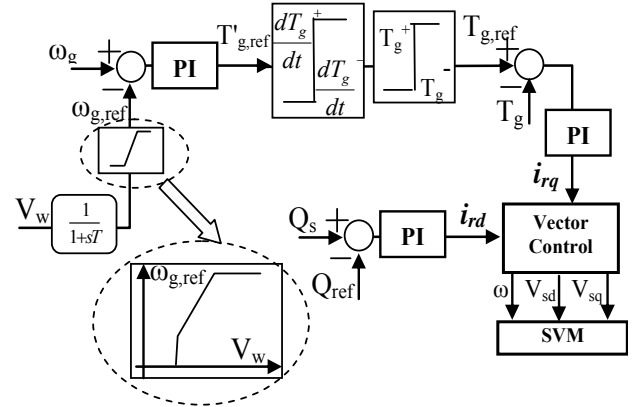 ω_g
+
−
ω_g,ref
PI
T'_g,ref
dT_g^+
dt
dT_g^-
dt
T_g^+
T_g^-
T_g,ref
+
−
T_g
PI
i_rq
V_w
1
1+sT
Q_s
+
−
Q_ref
PI
i_rd
Vector
Control
ω
V_sd
V_sq
SVM
ω_g,ref
V_w